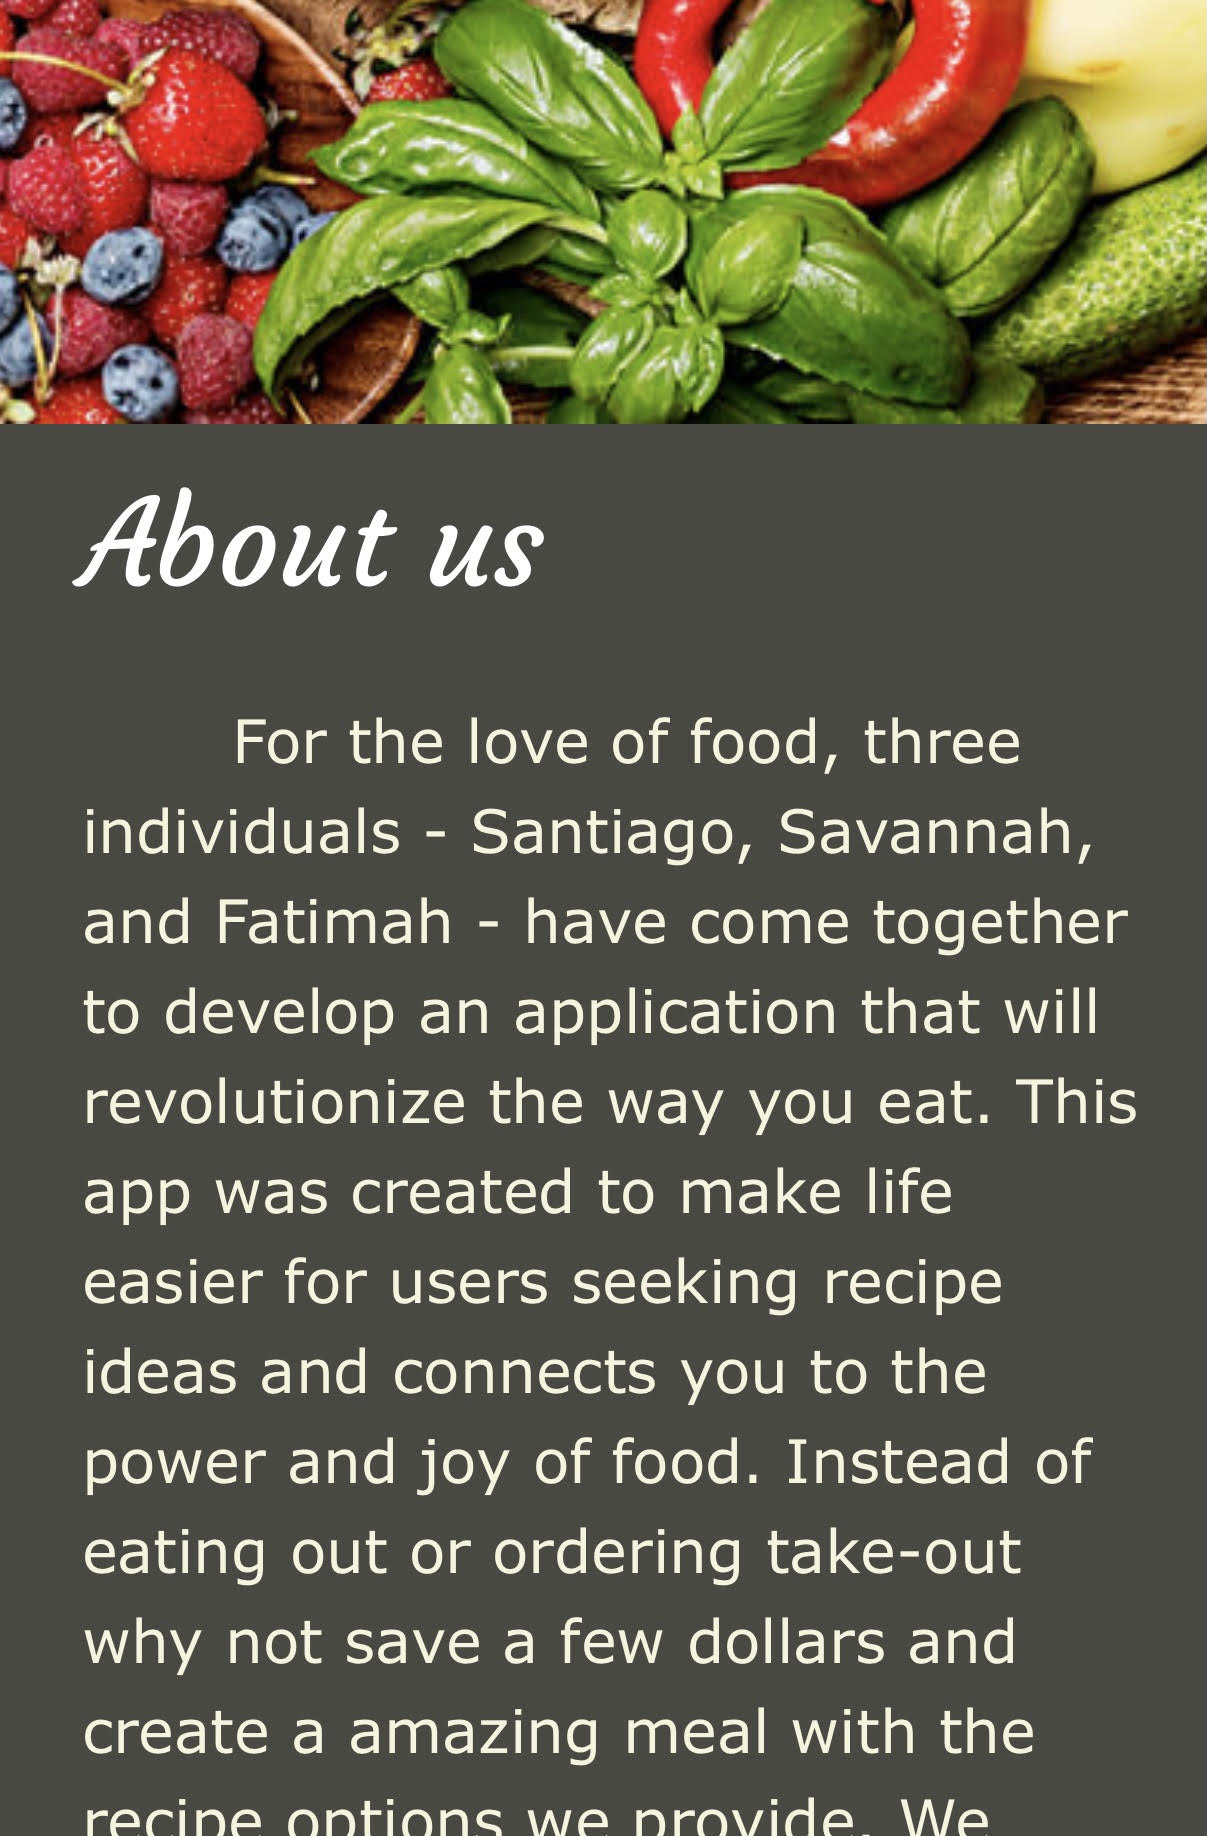 About us
For the love of food, three
individuals - Santiago, Savannah,
and Fatimah - have come together
to develop an application that will
revolutionize the way you eat. This
app was created to make life
easier for users seeking recipe
ideas and connects you to the
power and joy of food. Instead of
eating out or ordering take-out
why not save a few dollars and
create a amazing meal with the
recipe options we provide. We